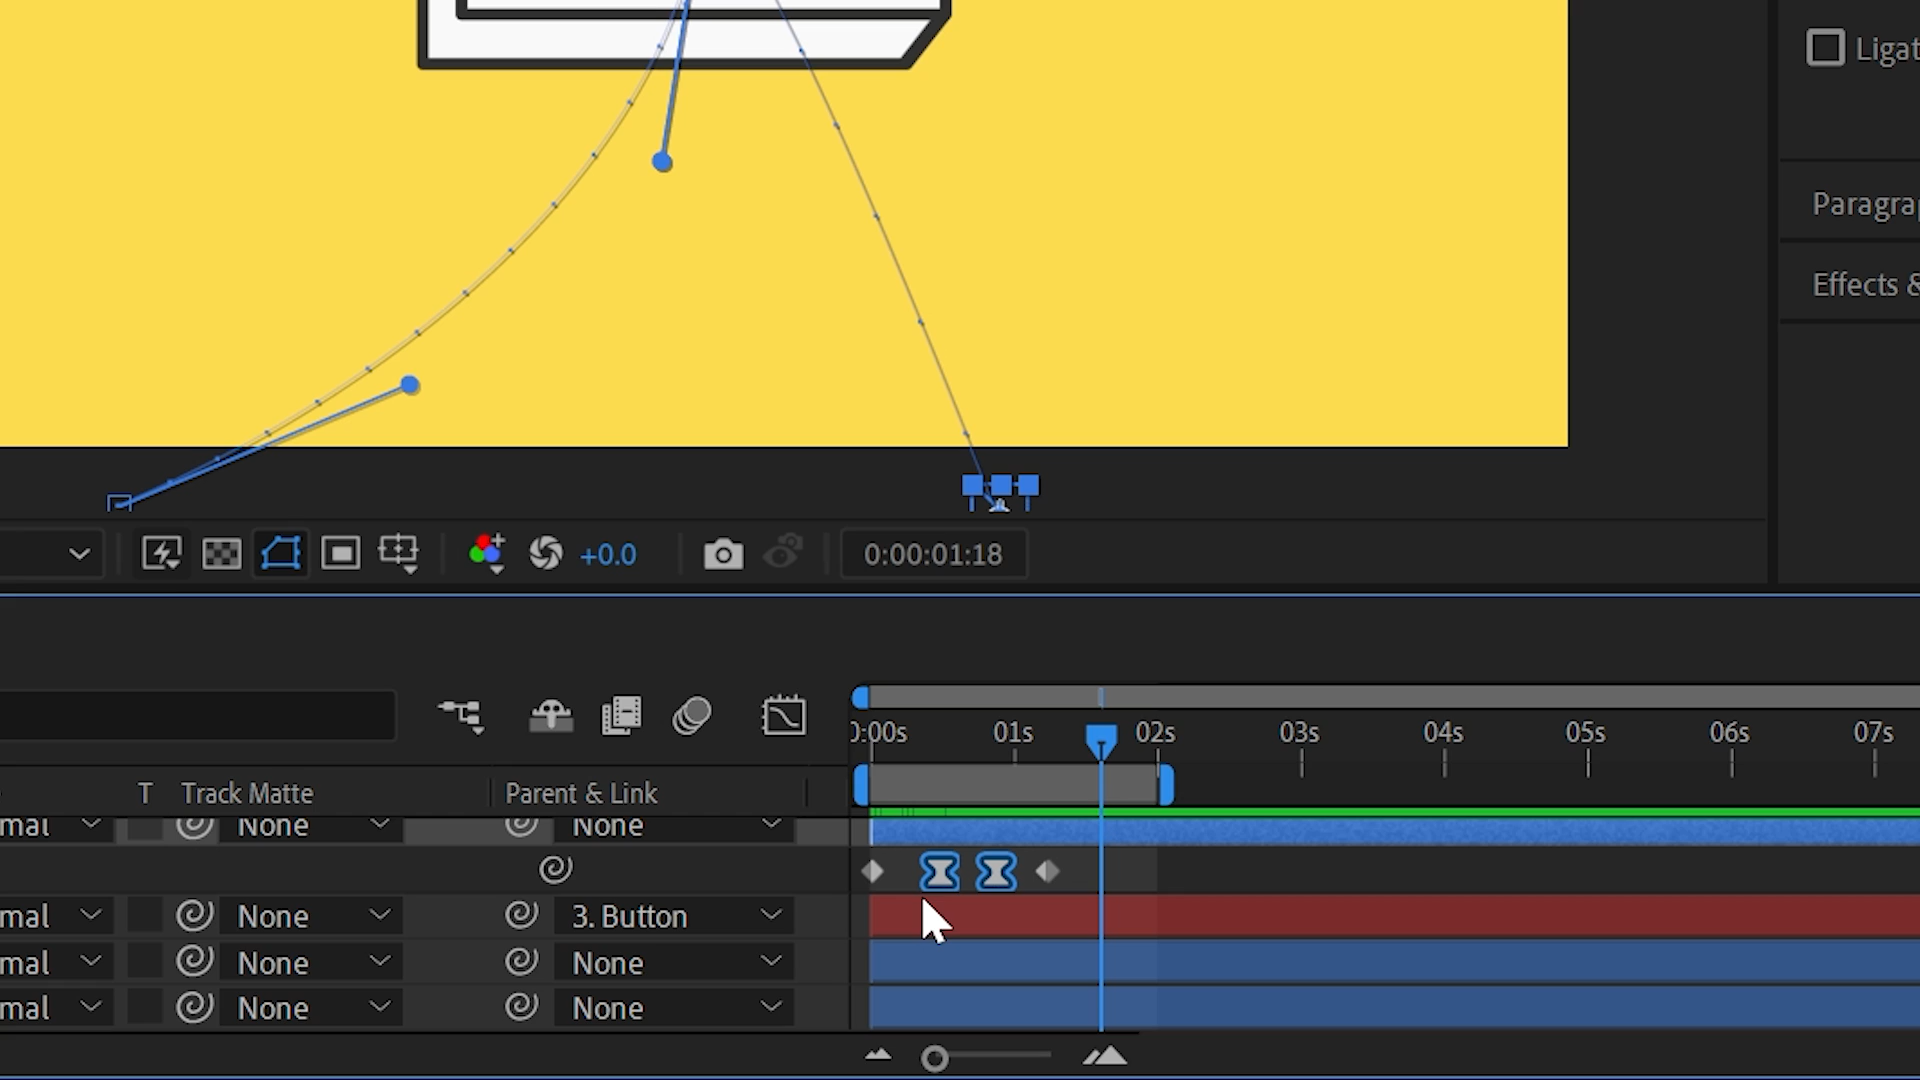 Ligat
Paragrap
Effects &
+0.0
0:00:01:18
0:00s 01s 02s 03s 04s 05s 06s 07s
T Track Matte Parent & Link
mal None None
mal None 3. Button
mal None None
mal None None